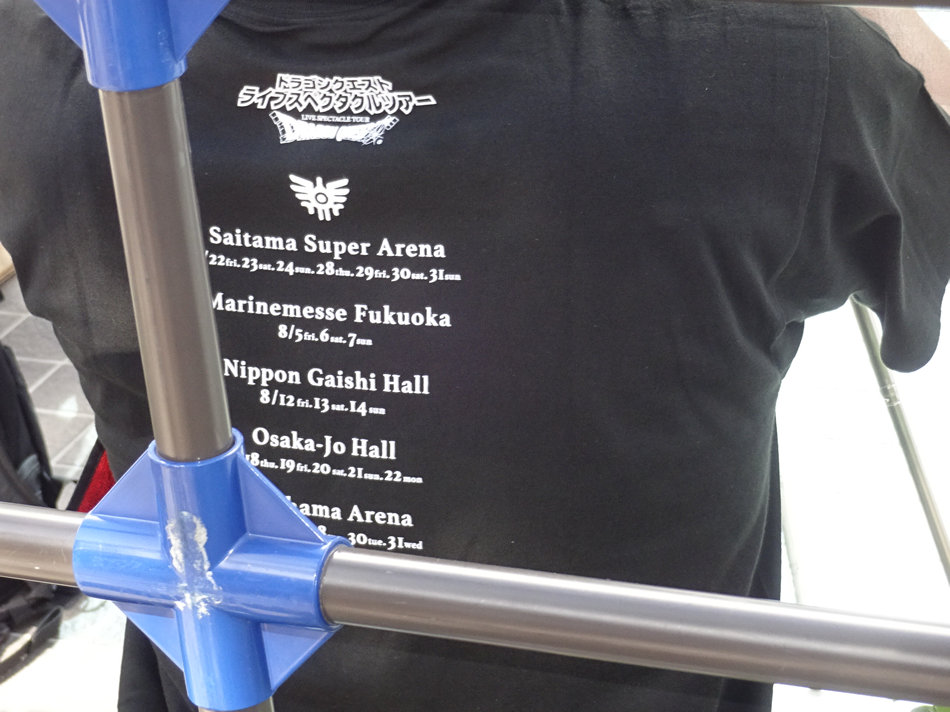 ドラゴンクエスト
ライブスペクタクルツアー
LIVE SPECTACLE TOUR
DRAGON QUEST
Saitama Super Arena
/22fri.23sat.24sun.28thu.29fri.30sat.31sun
Marinemesse Fukuoka
8/5fri.6sat.7sun
Nippon Gaishi Hall
8/12fri.13sat.14sun
Osaka-Jo Hall
18thu.19fri.20sat.21sun.22mon
hama Arena
30tue.31wed